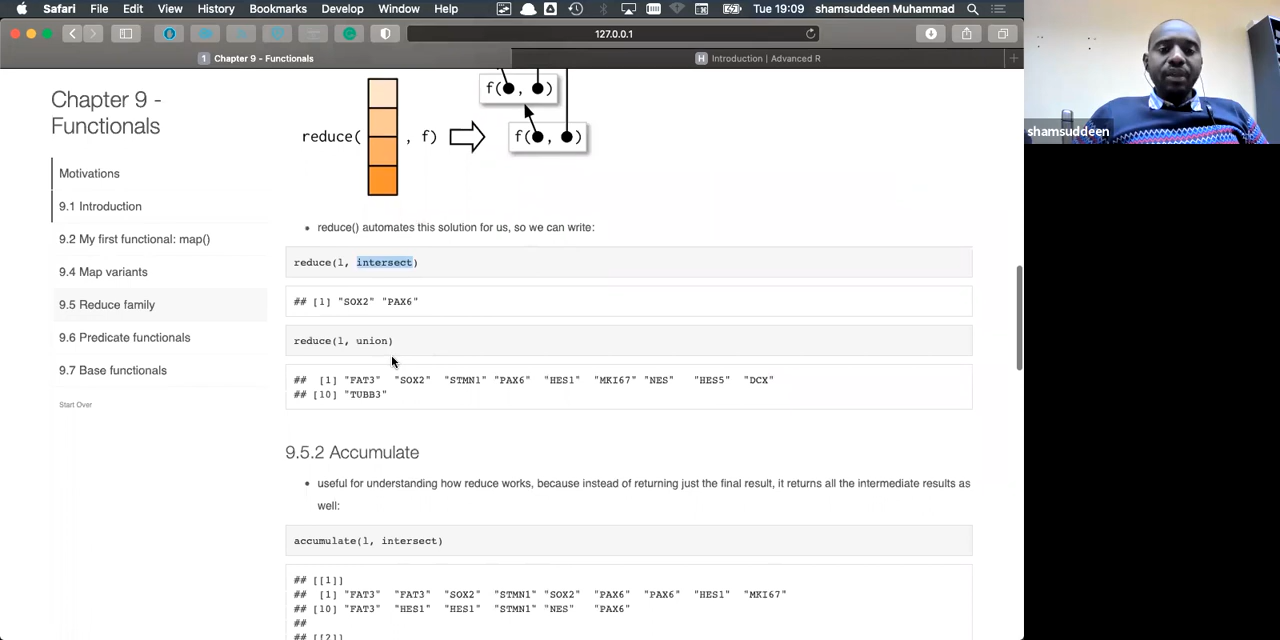 Safari File Edit View History Bookmarks Develop Window Help Tue 19:09 shamsuddeen Muhammad
127.0.0.1
1 Chapter 9 - Functionals
H Introduction | Advanced R
Chapter 9 -
Functionals
Motivations
9.1 Introduction
9.2 My first functional: map()
9.4 Map variants
9.5 Reduce family
9.6 Predicate functionals
9.7 Base functionals
Start Over
f( , )
reduce( , f)
f( , )
• reduce() automates this solution for us, so we can write:
reduce(l, intersect)
## [1] "SOX2" "PAX6"
reduce(l, union)
## [1] "FAT3" "SOX2" "STMN1" "PAX6" "HES1" "MKI67" "NES" "HES5" "DCX"
## [10] "TUBB3"
9.5.2 Accumulate
• useful for understanding how reduce works, because instead of returning just the final result, it returns all the intermediate results as
well:
accumulate(l, intersect)
## [[1]]
## [1] "FAT3" "FAT3" "SOX2" "STMN1" "SOX2" "PAX6" "PAX6" "HES1" "MKI67"
## [10] "FAT3" "HES1" "HES1" "STMN1" "NES" "PAX6"
##
## [[2]]
shamsuddeen